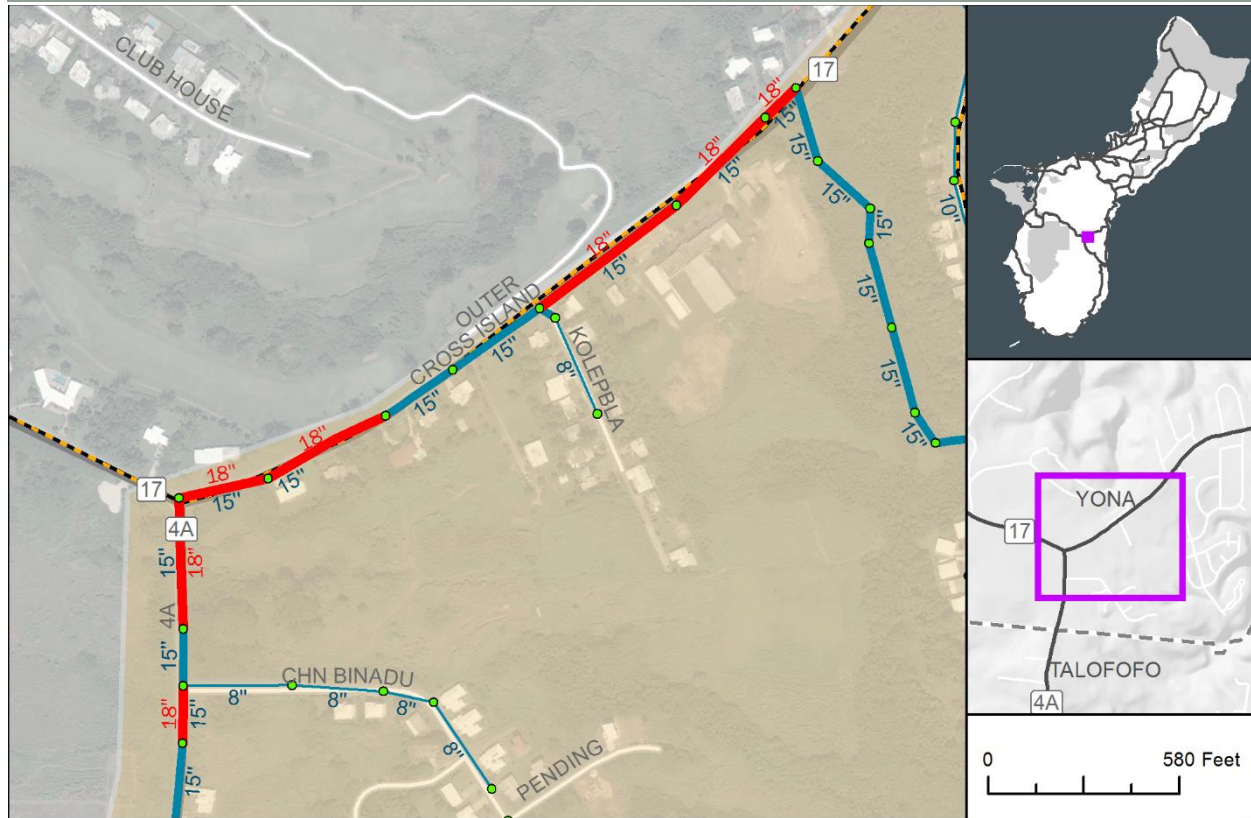 CLUB HOUSE
17
18"
15"
15"
18"
15"
15"
15"
10"
18"
15"
OUTER
CROSS ISLAND
15"
KOLEPBLA
8"
15"
15"
15"
18"
15"
18"
15"
17
4A
15"
18"
4A
15"
CHN BINADU
8"
8"
8"
18"
15"
8"
PENDING
15"
YONA
17
TALOFOFO
4A
0
580 Feet